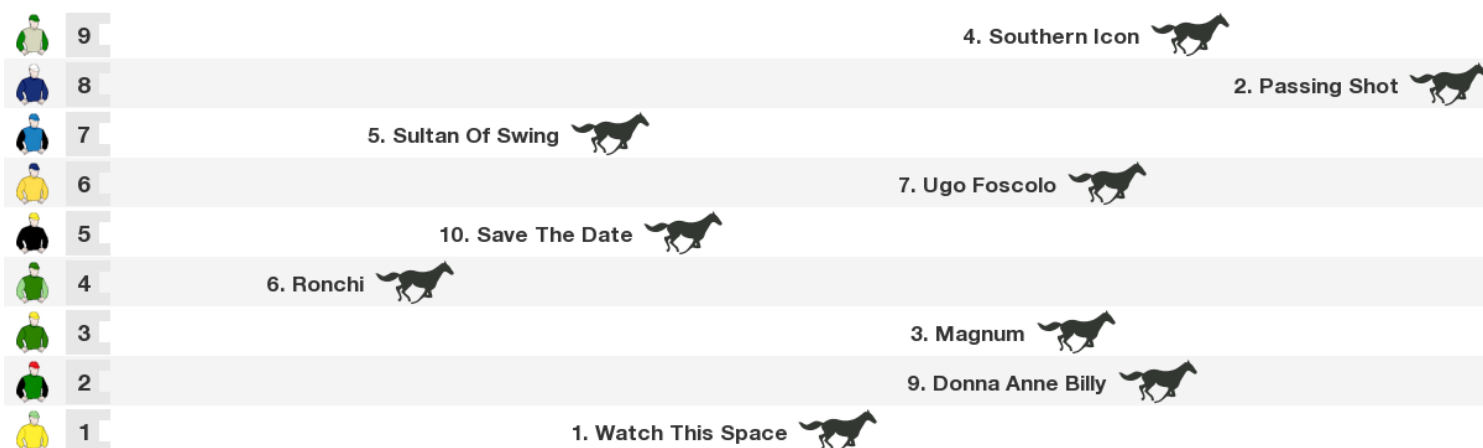 9 4. Southern Icon
8 2. Passing Shot
7 5. Sultan Of Swing
6 7. Ugo Foscolo
5 10. Save The Date
4 6. Ronchi
3 3. Magnum
2 9. Donna Anne Billy
1 1. Watch This Space